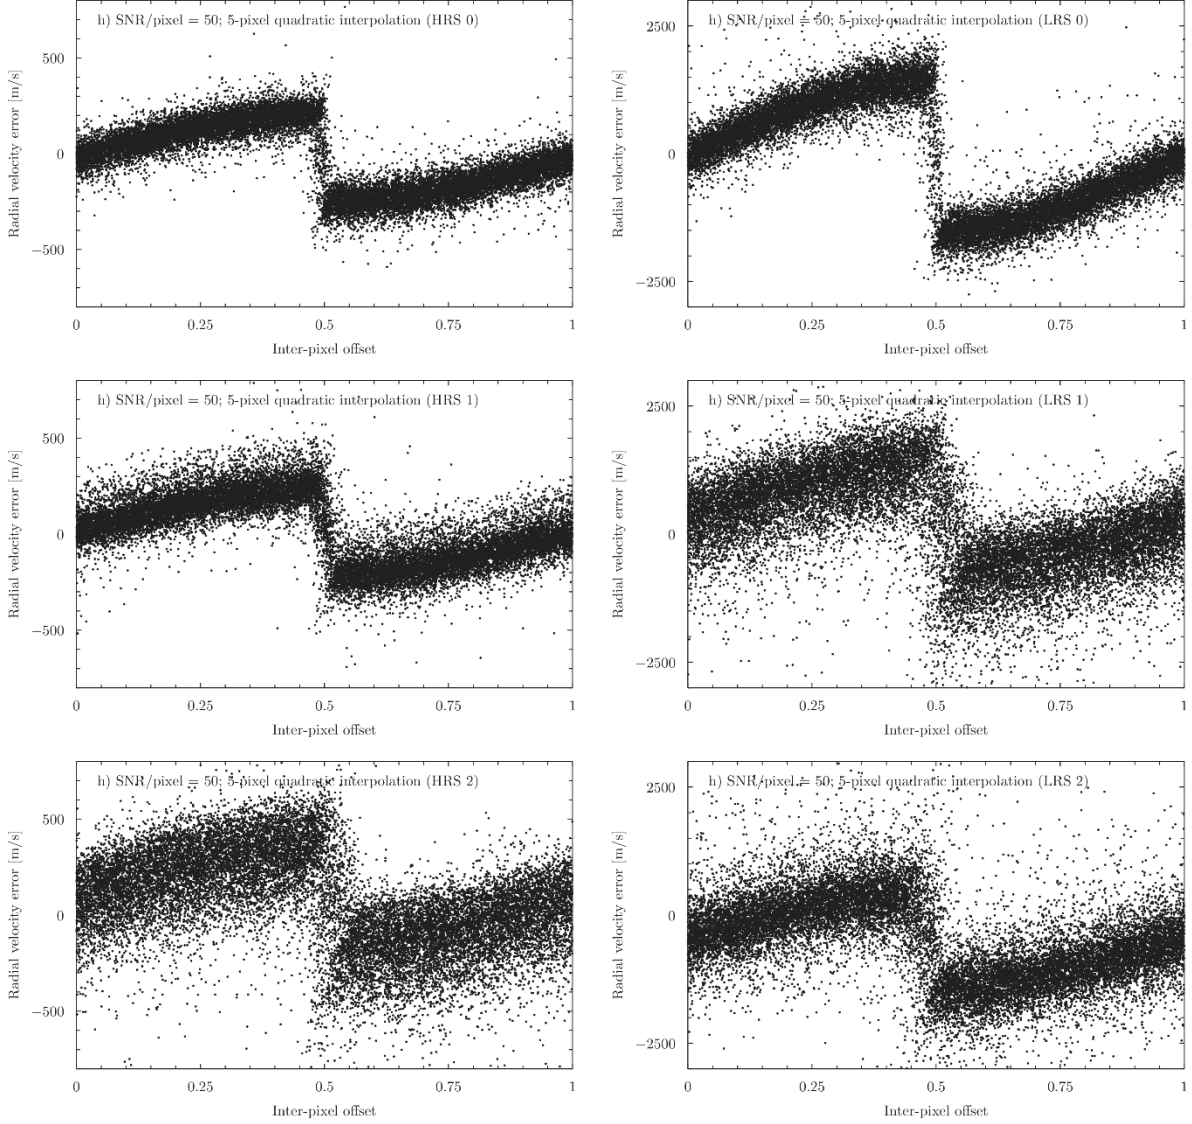 h) SNR/pixel = 50; 5-pixel quadratic interpolation (HRS 0)
500
0
−500
Radial velocity error [m/s]
0 0.25 0.5 0.75 1
Inter-pixel offset
h) SNR/pixel = 50; 5-pixel quadratic interpolation (LRS 0)
2500
0
−2500
Radial velocity error [m/s]
0 0.25 0.5 0.75 1
Inter-pixel offset
h) SNR/pixel = 50; 5-pixel quadratic interpolation (HRS 1)
500
0
−500
Radial velocity error [m/s]
0 0.25 0.5 0.75 1
Inter-pixel offset
h) SNR/pixel = 50; 5-pixel quadratic interpolation (LRS 1)
2500
0
−2500
Radial velocity error [m/s]
0 0.25 0.5 0.75 1
Inter-pixel offset
h) SNR/pixel = 50; 5-pixel quadratic interpolation (HRS 2)
500
0
−500
Radial velocity error [m/s]
0 0.25 0.5 0.75 1
Inter-pixel offset
h) SNR/pixel = 50; 5-pixel quadratic interpolation (LRS 2)
2500
0
−2500
Radial velocity error [m/s]
0 0.25 0.5 0.75 1
Inter-pixel offset